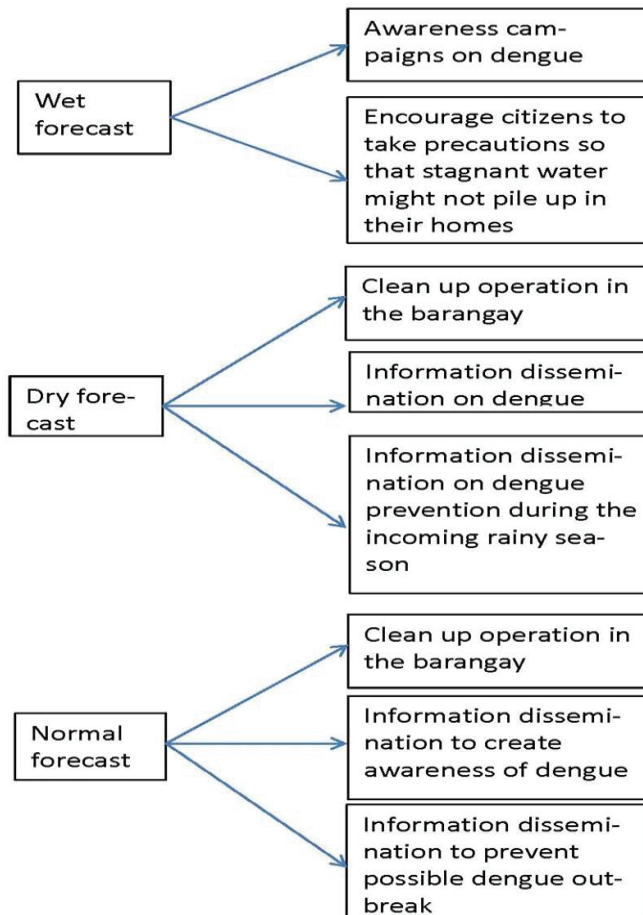 Awareness cam-
paigns on dengue
Wet
forecast
Encourage citizens to
take precautions so
that stagnant water
might not pile up in
their homes
Clean up operation in
the barangay
Dry fore-
cast
Information dissemi-
nation on dengue
Information dissemi-
nation on dengue
prevention during the
incoming rainy sea-
son
Clean up operation in
the barangay
Normal
forecast
Information dissemi-
nation to create
awareness of dengue
Information dissemi-
nation to prevent
possible dengue out-
break